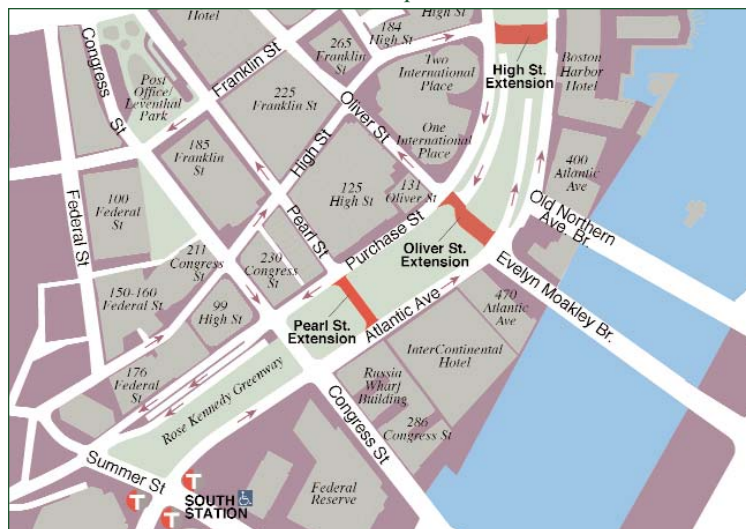 Hotel
184
High St
High St
265
Franklin St
Congress St
Post
Office/
Leventhal
Park
Franklin St
225
Franklin St
Two
International
Place
High St.
Extension
Boston
Harbor
Hotel
Oliver St
One
International
Place
185
Franklin St
High St
400
Atlantic
Ave
125
High St
131
Oliver St
100
Federal St
Federal St
Pearl St
Purchase St
Old Northern
Ave. Br.
211
Congress St
230
Congress St
Oliver St.
Extension
Evelyn Moakley Br.
150-160
Federal St
99
High St
Pearl St.
Extension
Atlantic Ave
470
Atlantic
Ave
InterContinental
Hotel
176
Federal St
Rose Kennedy Greenway
Russia
Wharf
Building
286
Congress St
Congress St
Summer St
T
T
T
SOUTH
STATION
Federal
Reserve